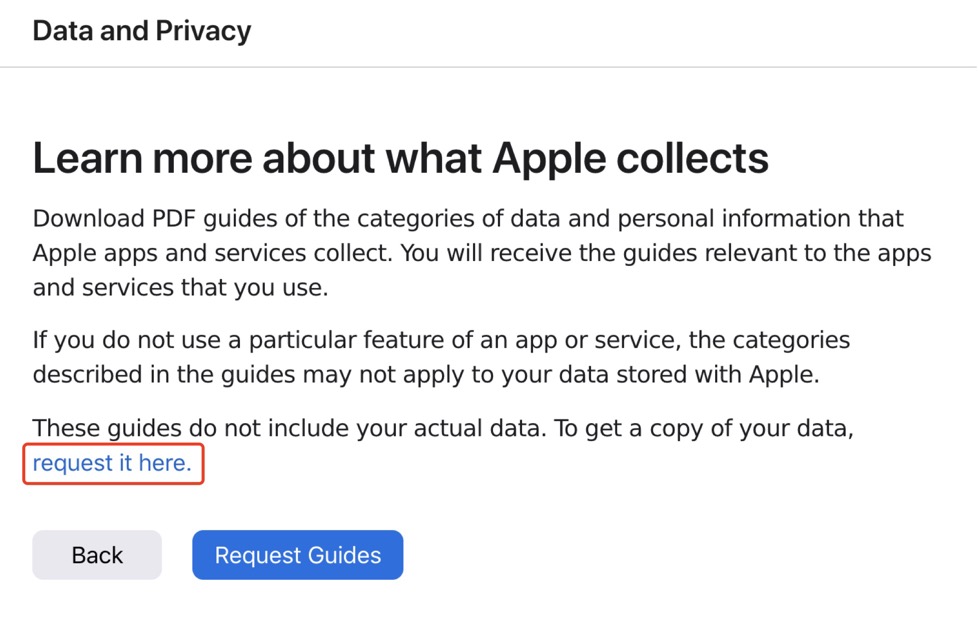 Data and Privacy
Learn more about what Apple collects
Download PDF guides of the categories of data and personal information that
Apple apps and services collect. You will receive the guides relevant to the apps
and services that you use.
If you do not use a particular feature of an app or service, the categories
described in the guides may not apply to your data stored with Apple.
These guides do not include your actual data. To get a copy of your data,
request it here.
Back
Request Guides